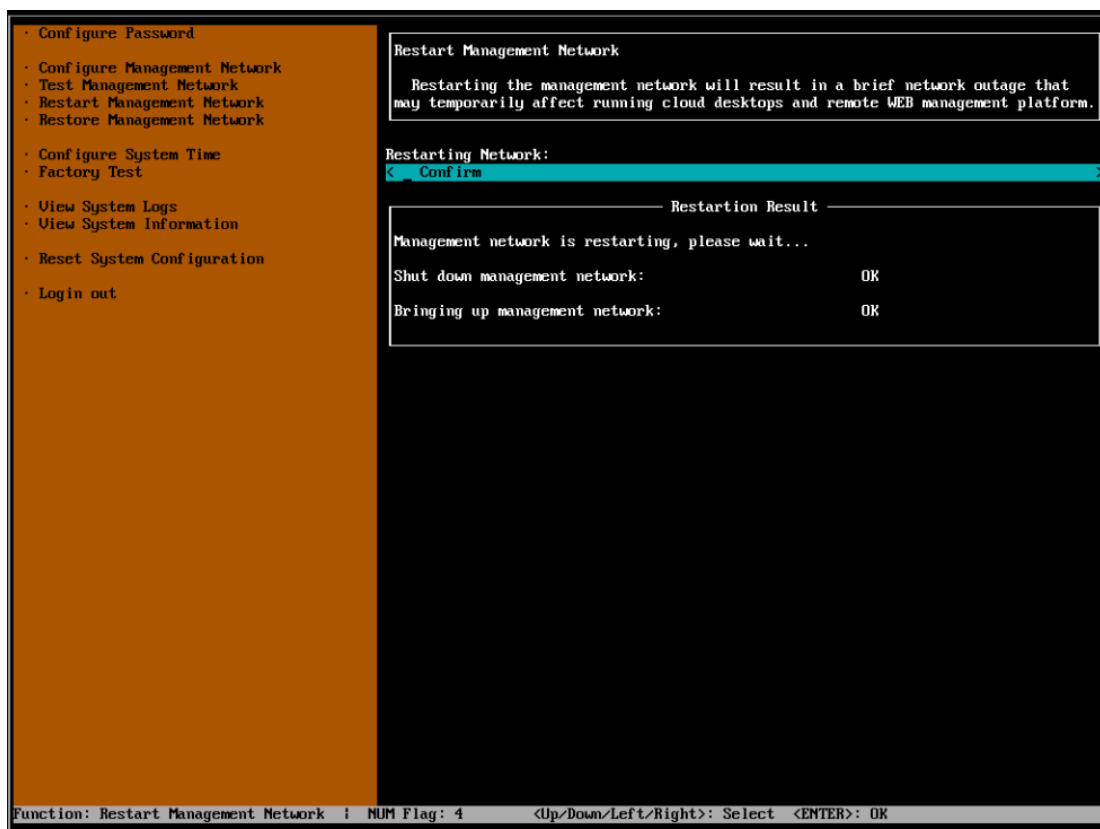 · Configure Password
· Configure Management Network
· Test Management Network
· Restart Management Network
· Restore Management Network
· Configure System Time
· Factory Test
· View System Logs
· View System Information
· Reset System Configuration
· Login out
Restart Management Network
Restarting the management network will result in a brief network outage that
may temporarily affect running cloud desktops and remote WEB management platform.
Restarting Network:
< _ Confirm >
Restartion Result
Management network is restarting, please wait...
Shut down management network: OK
Bringing up management network: OK
Function: Restart Management Network | NUM Flag: 4 <Up/Down/Left/Right>: Select <ENTER>: OK